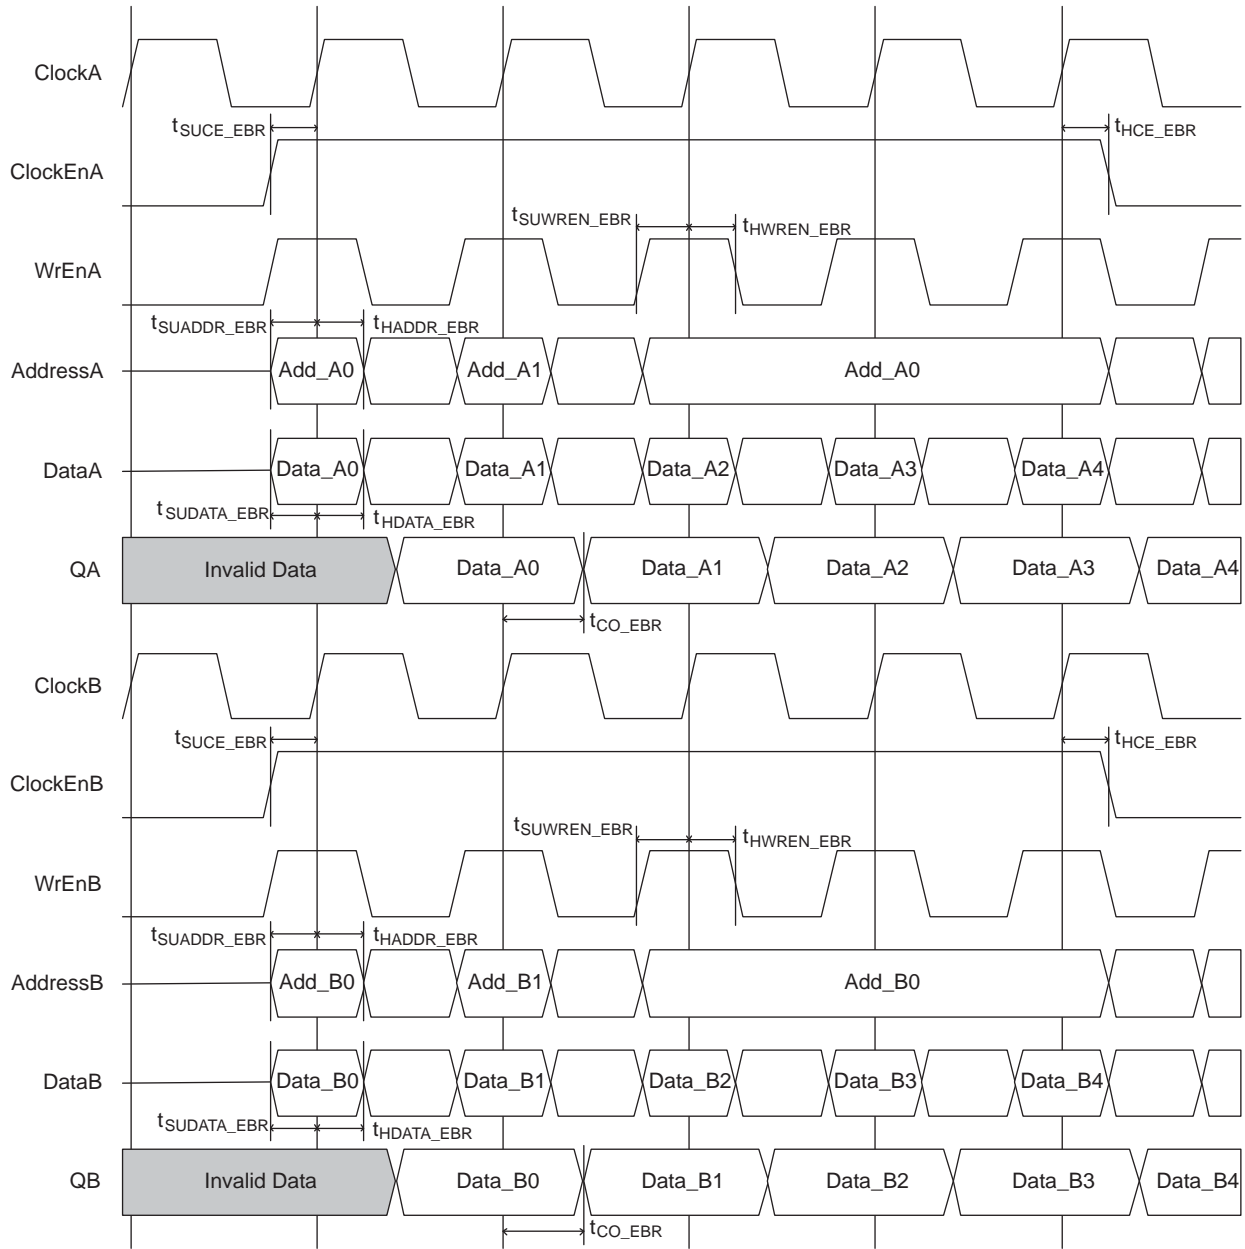 ClockA
tSUCE_EBR tHCE_EBR
ClockEnA
tSUWREN_EBR tHWREN_EBR
WrEnA
tSUADDR_EBR tHADDR_EBR
AddressA Add_A0 Add_A1 Add_A0
DataA Data_A0 Data_A1 Data_A2 Data_A3 Data_A4
tSUDATA_EBR tHDATA_EBR
QA Invalid Data Data_A0 Data_A1 Data_A2 Data_A3 Data_A4
tCO_EBR
ClockB
tSUCE_EBR tHCE_EBR
ClockEnB
tSUWREN_EBR tHWREN_EBR
WrEnB
tSUADDR_EBR tHADDR_EBR
AddressB Add_B0 Add_B1 Add_B0
DataB Data_B0 Data_B1 Data_B2 Data_B3 Data_B4
tSUDATA_EBR tHDATA_EBR
QB Invalid Data Data_B0 Data_B1 Data_B2 Data_B3 Data_B4
tCO_EBR